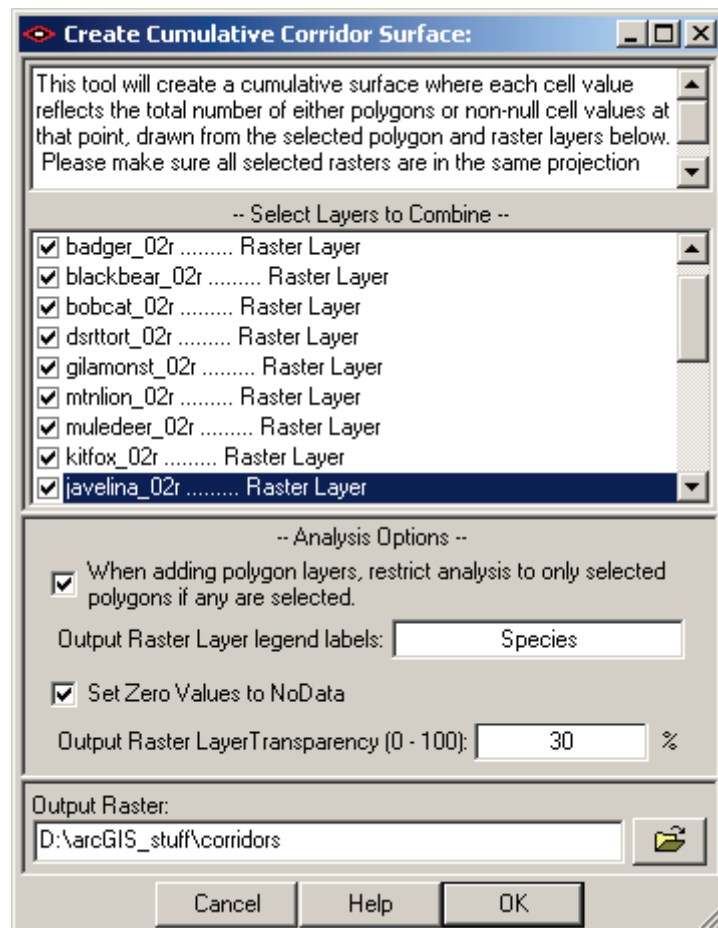 Create Cumulative Corridor Surface:
This tool will create a cumulative surface where each cell value
reflects the total number of either polygons or non-null cell values at
that point, drawn from the selected polygon and raster layers below.
Please make sure all selected rasters are in the same projection
-- Select Layers to Combine --
badger_02r ......... Raster Layer
blackbear_02r ......... Raster Layer
bobcat_02r ......... Raster Layer
dsrttort_02r ......... Raster Layer
gilamonst_02r ......... Raster Layer
mtnlion_02r ......... Raster Layer
muledeer_02r ......... Raster Layer
kitfox_02r ......... Raster Layer
javelina_02r ......... Raster Layer
-- Analysis Options --
When adding polygon layers, restrict analysis to only selected
polygons if any are selected.
Output Raster Layer legend labels: Species
Set Zero Values to NoData
Output Raster LayerTransparency (0 - 100): 30 %
Output Raster:
D:\arcGIS_stuff\corridors
Cancel Help OK